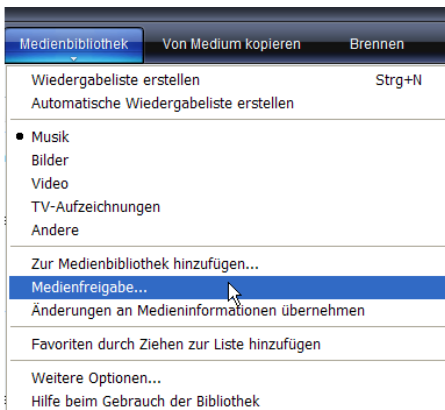 Medienbibliothek Von Medium kopieren Brennen
Wiedergabeliste erstellen Strg+N
Automatische Wiedergabeliste erstellen
Musik
Bilder
Video
TV-Aufzeichnungen
Andere
Zur Medienbibliothek hinzufügen...
Medienfreigabe...
Änderungen an Medieninformationen übernehmen
Favoriten durch Ziehen zur Liste hinzufügen
Weitere Optionen...
Hilfe beim Gebrauch der Bibliothek